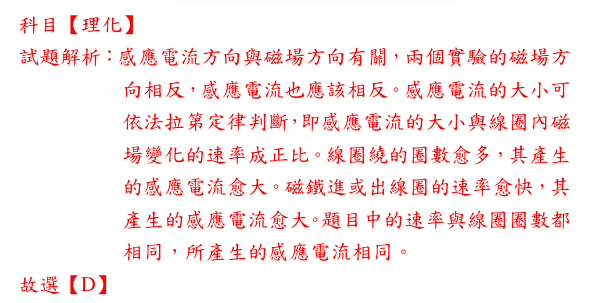 科目【理化】
試題解析：感應電流方向與磁場方向有關，兩個實驗的磁場方
向相反，感應電流也應該相反。感應電流的大小可
依法拉第定律判斷，即感應電流的大小與線圈內磁
場變化的速率成正比。線圈繞的圈數愈多，其產生
的感應電流愈大。磁鐵進或出線圈的速率愈快，其
產生的感應電流愈大。題目中的速率與線圈圈數都
相同，所產生的感應電流相同。
故選【D】